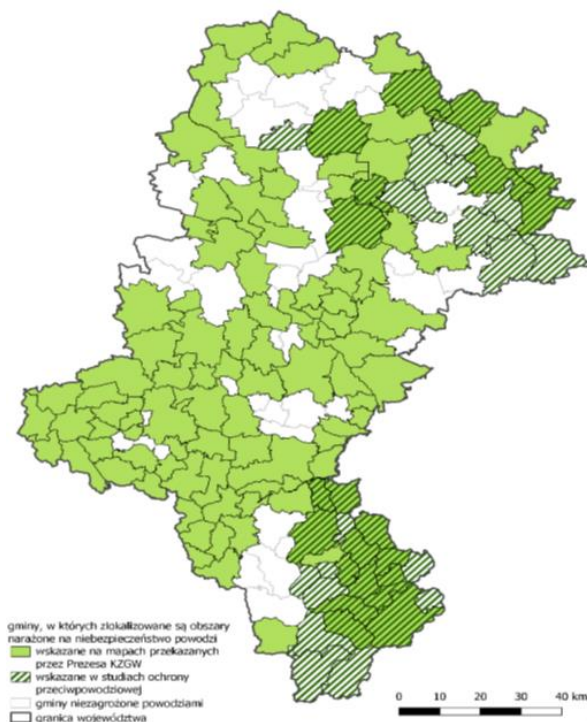 gminy, w których zlokalizowane są obszary
narażone na niebezpieczeństwo powodzi
wskazane na mapach przekazanych
przez Prezesa KZGW
wskazane w studiach ochrony
przeciwpowodziowej
gminy niezagrożone powodziami
granica województwa
0 10 20 30 40 km